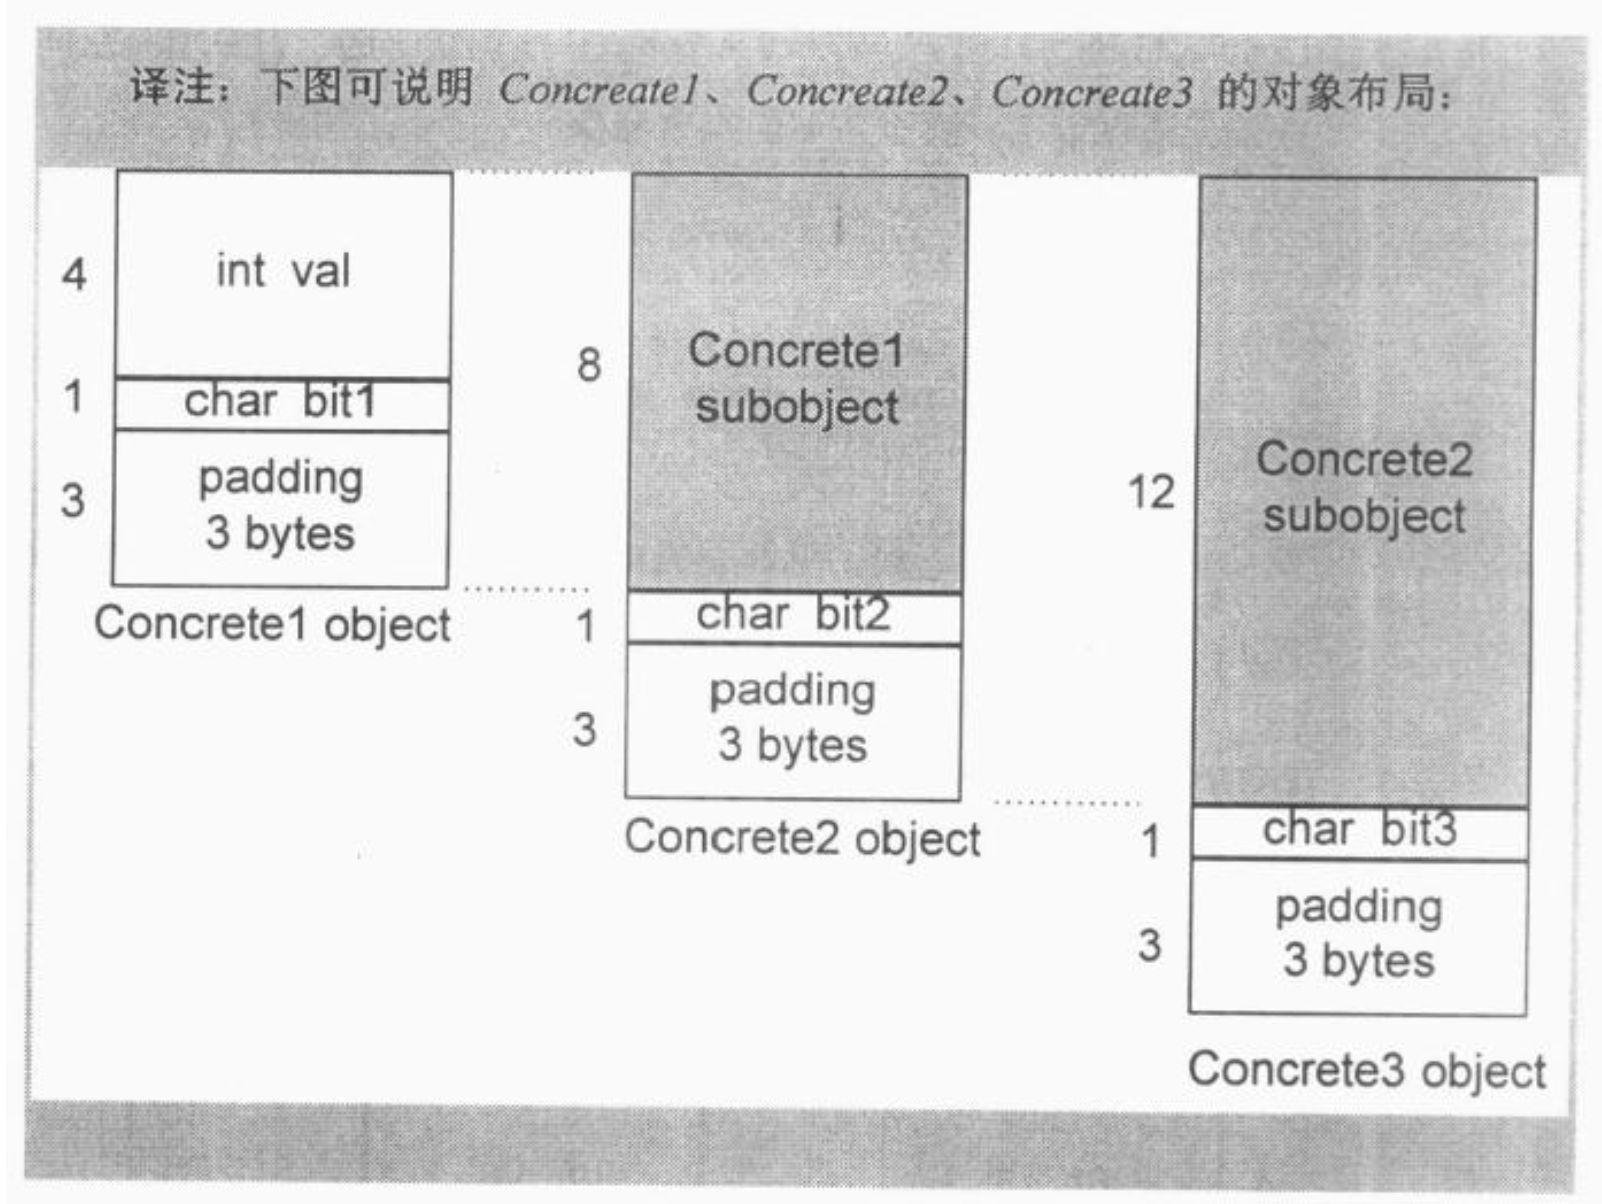 译注：下图可说明 Concreate1、Concreate2、Concreate3 的对象布局：
4
int val
1
char bit1
3
padding
3 bytes
Concrete1 object
8
Concrete1
subobject
1
char bit2
3
padding
3 bytes
Concrete2 object
12
Concrete2
subobject
1
char bit3
3
padding
3 bytes
Concrete3 object